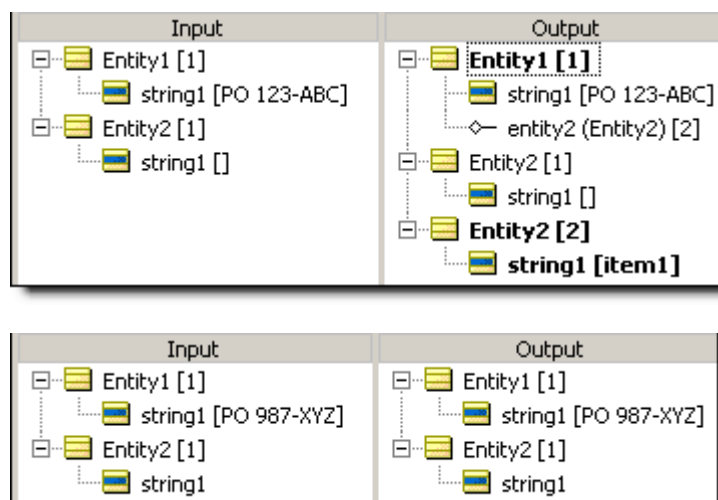 Input
Entity1 [1]
string1 [PO 123-ABC]
Entity2 [1]
string1 []
Output
Entity1 [1]
string1 [PO 123-ABC]
entity2 (Entity2) [2]
Entity2 [1]
string1 []
Entity2 [2]
string1 [item1]
Input
Entity1 [1]
string1 [PO 987-XYZ]
Entity2 [1]
string1
Output
Entity1 [1]
string1 [PO 987-XYZ]
Entity2 [1]
string1